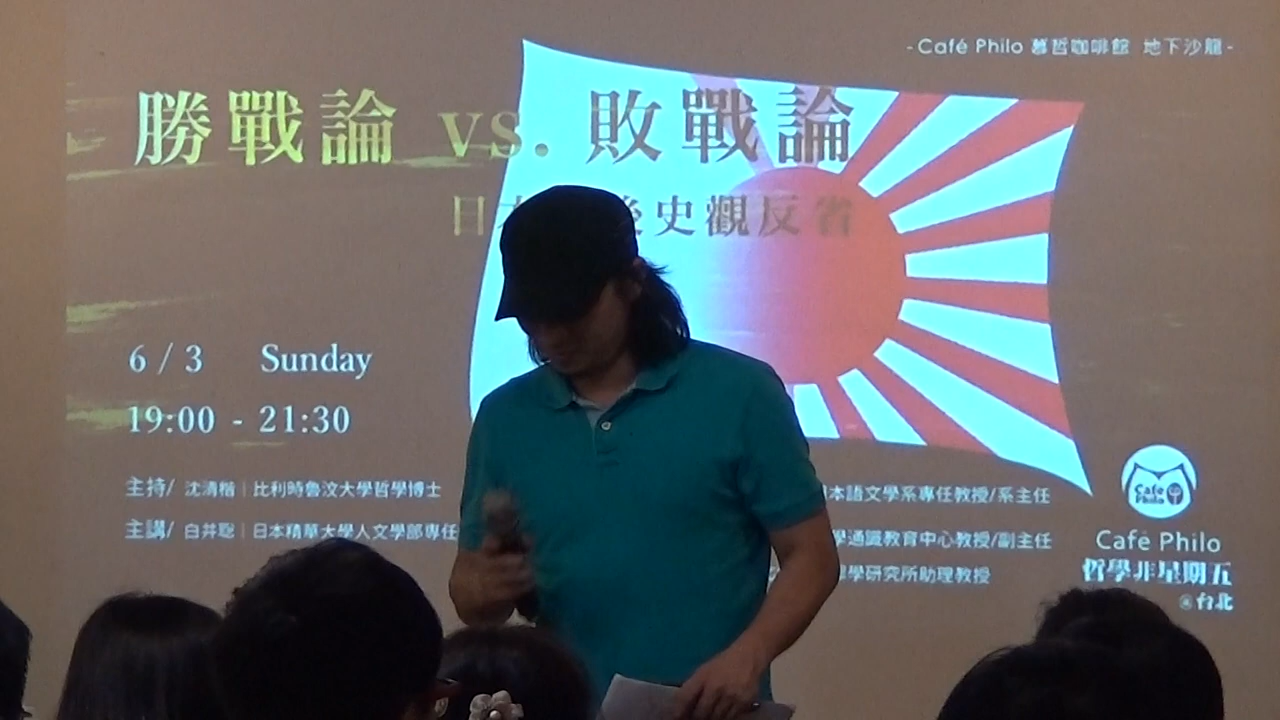 -Café Philo 慕哲咖啡館 地下沙龍-
勝戰論 vs. 敗戰論
日本 後史觀反省
6 / 3 Sunday
19:00 - 21:30
主持/ 沈清楷 | 比利時魯汶大學哲學博士
本語文學系專任教授/系主任
主講/ 白井聡 | 日本精華大學人文學部專任
學通識教育中心教授/副主任
學研究所助理教授
Café Philo
Café Philo
哲學非星期五
@台北